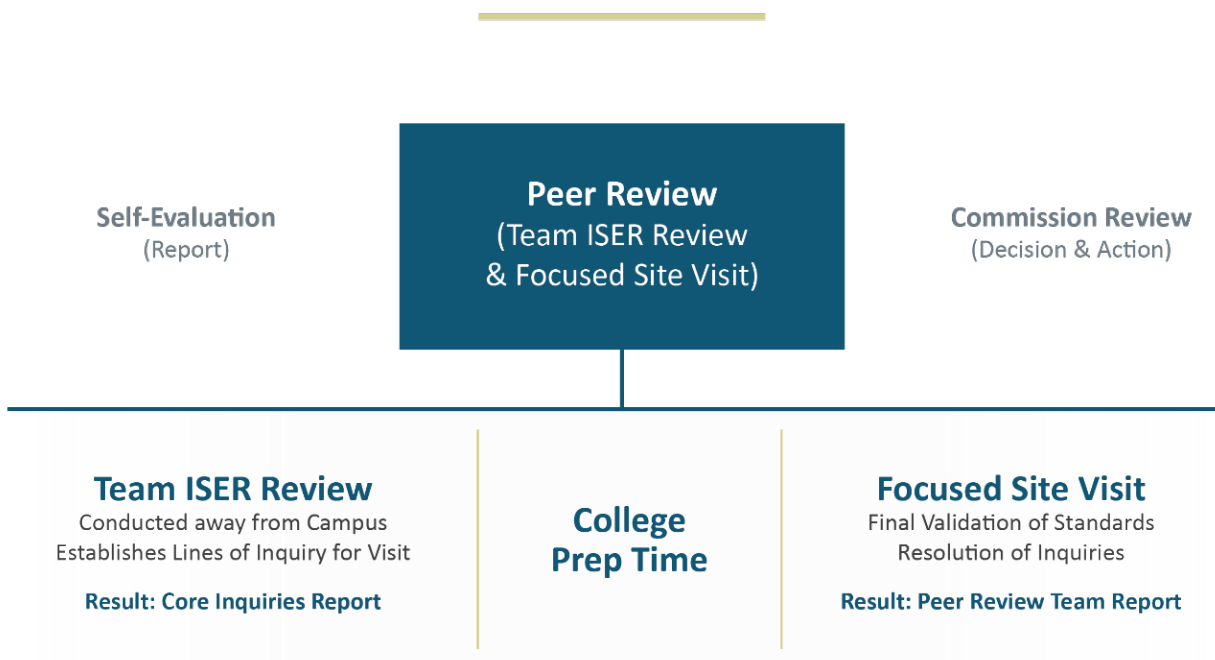 Self-Evaluation
(Report)
Peer Review
(Team ISER Review
& Focused Site Visit)
Commission Review
(Decision & Action)
Team ISER Review
Conducted away from Campus
Establishes Lines of Inquiry for Visit
Result: Core Inquiries Report
College
Prep Time
Focused Site Visit
Final Validation of Standards
Resolution of Inquiries
Result: Peer Review Team Report